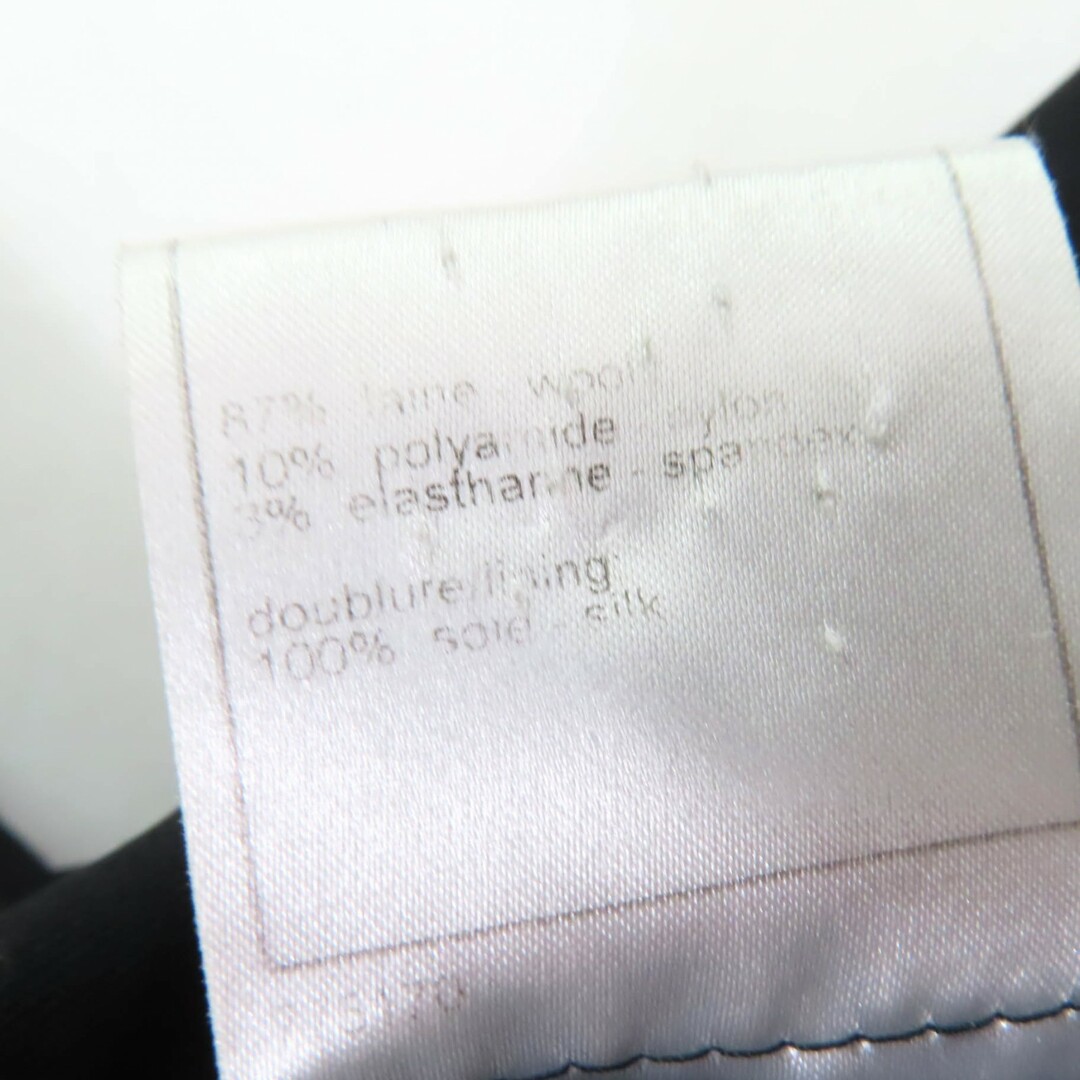 87% laine - wool
10% polyamide - nylon
3% elasthanne - spandex
doublure/lining
100% soie - silk